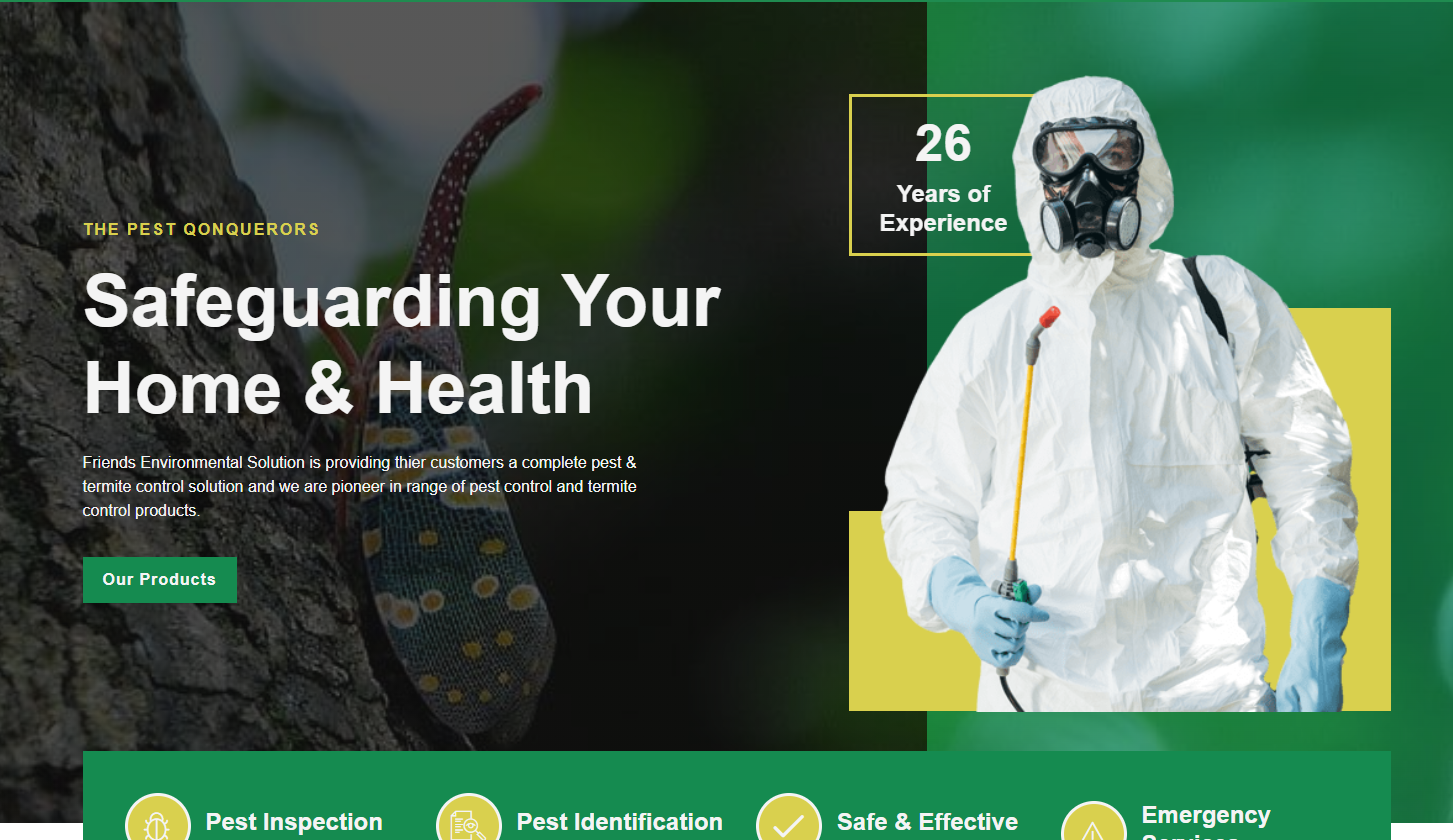 26
Years of
Experience
THE PEST QONQUERORS
Safeguarding Your
Home & Health
Friends Environmental Solution is providing thier customers a complete pest &
termite control solution and we are pioneer in range of pest control and termite
control products.
Our Products
Pest Inspection
Pest Identification
Safe & Effective
Emergency